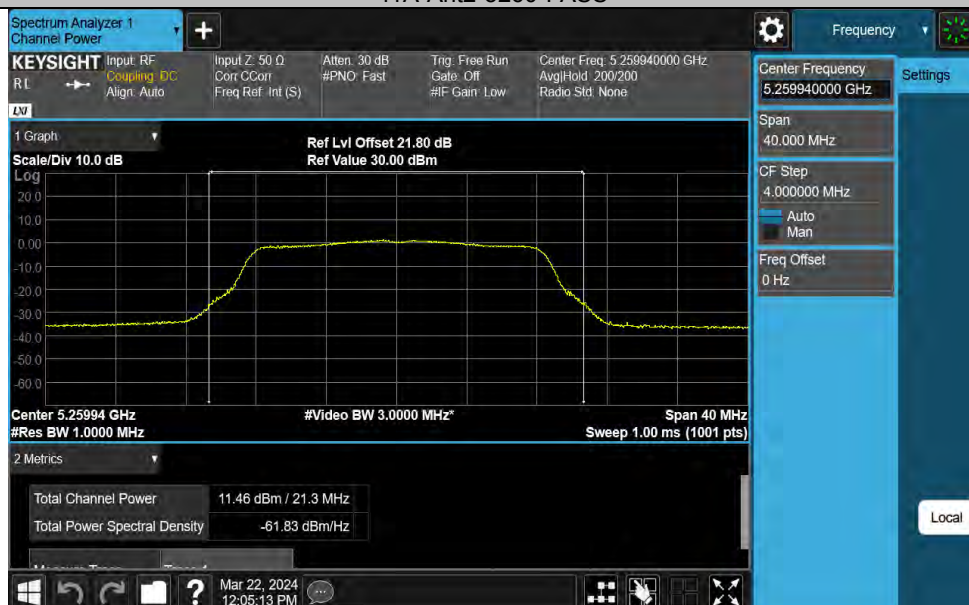 Spectrum Analyzer 1
Channel Power
Frequency
KEYSIGHT
Input: RF
Coupling: DC
Align: Auto
Input Z: 50 Ω
Corr CCorr
Freq Ref: Int (S)
Atten: 30 dB
#PNO: Fast
Trig: Free Run
Gate: Off
#IF Gain: Low
Center Freq: 5.259940000 GHz
Avg|Hold: 200/200
Radio Std: None
LXI
Center Frequency
5.259940000 GHz
Settings
Span
40.000 MHz
CF Step
4.000000 MHz
Auto
Man
Freq Offset
0 Hz
1 Graph
Scale/Div 10.0 dB
Ref Lvl Offset 21.80 dB
Ref Value 30.00 dBm
Log
20.0
10.0
0.00
-10.0
-20.0
-30.0
-40.0
-50.0
-60.0
Center 5.25994 GHz
#Video BW 3.0000 MHz*
Span 40 MHz
#Res BW 1.0000 MHz
Sweep 1.00 ms (1001 pts)
2 Metrics
Total Channel Power 11.46 dBm / 21.3 MHz
Total Power Spectral Density -61.83 dBm/Hz
Local
?
Mar 22, 2024
12:05:13 PM